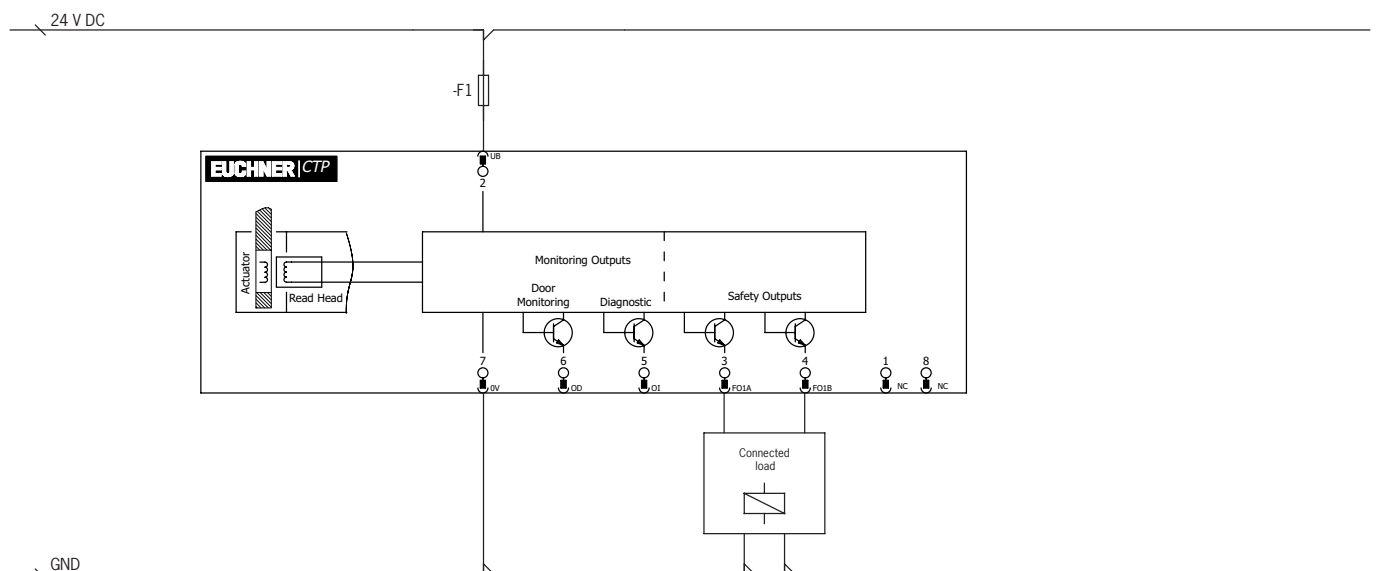 24 V DC
-F1
EUCHNER CTP
UB
2
Actuator
Read Head
Monitoring Outputs
Door
Monitoring
Diagnostic
Safety Outputs
7
6
5
3
4
1
8
0V
OD
OI
FO1A
FO1B
NC
NC
Connected
load
GND